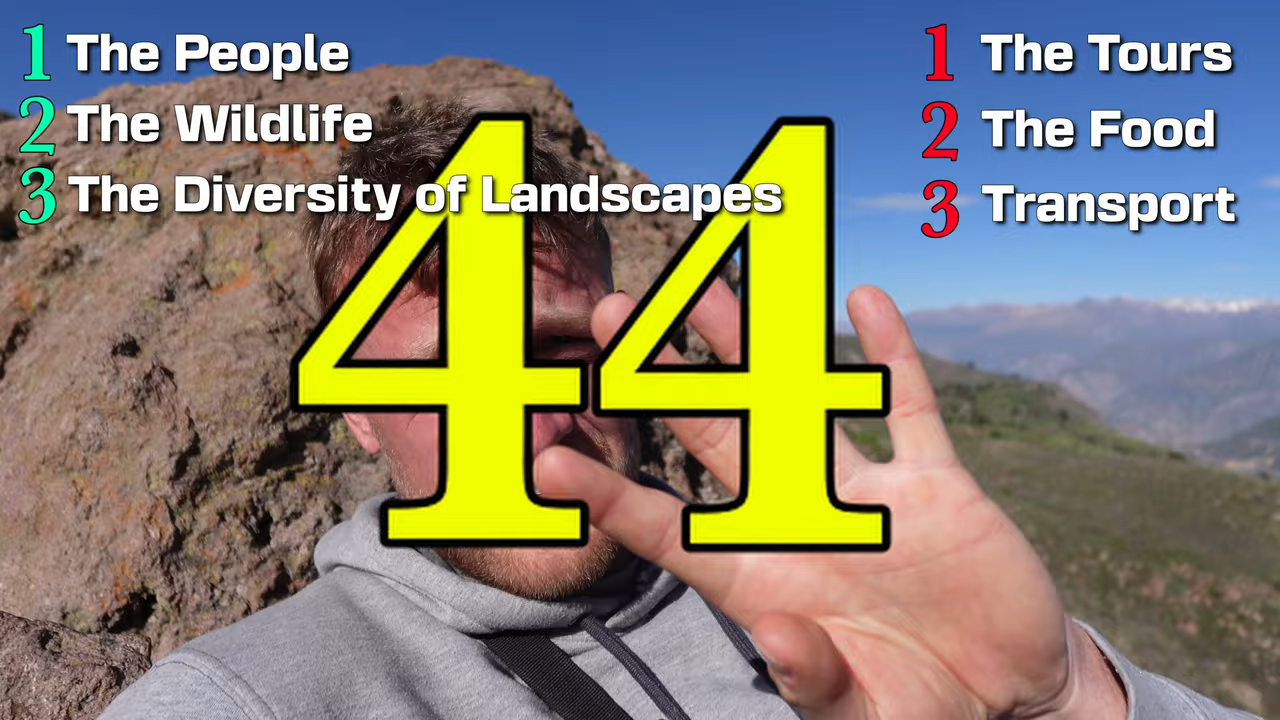 1 The People
2 The Wildlife
3 The Diversity of Landscapes
1 The Tours
2 The Food
3 Transport
44